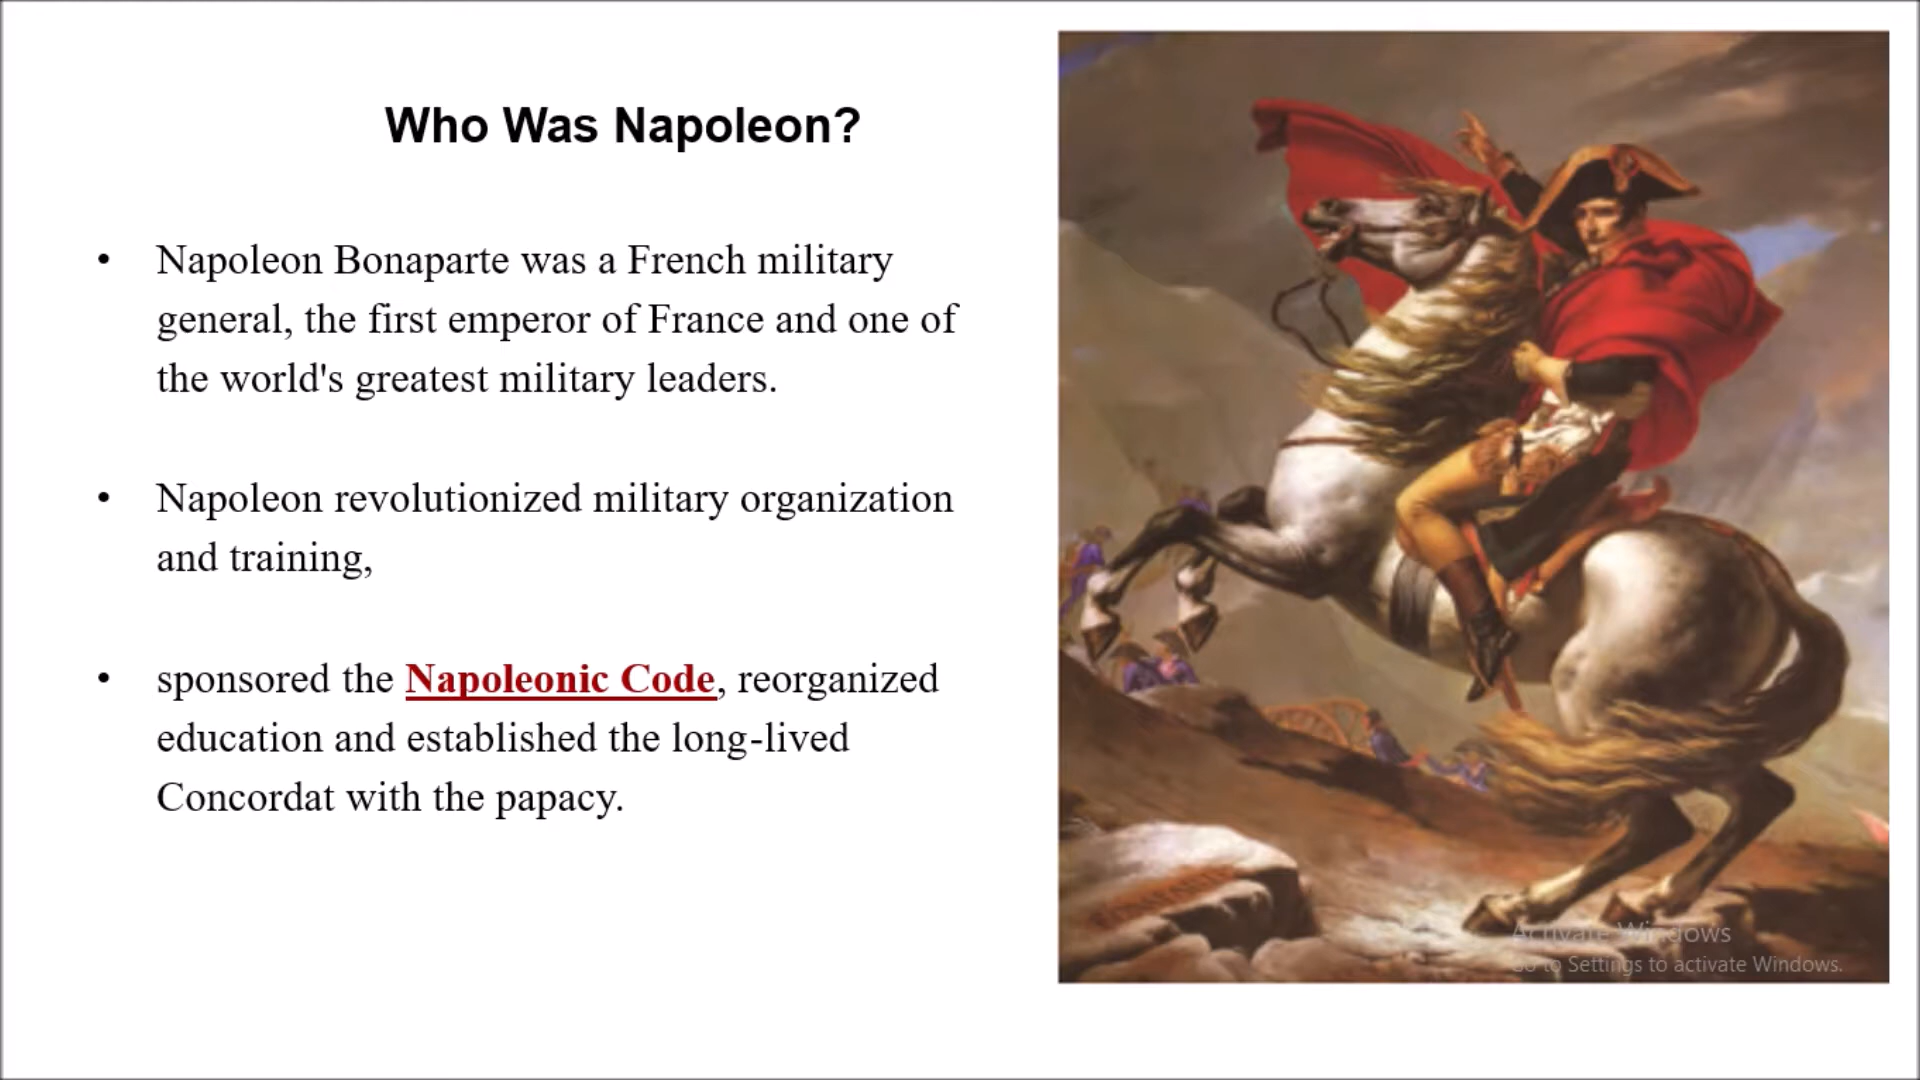 Who Was Napoleon?
• Napoleon Bonaparte was a French military
general, the first emperor of France and one of
the world's greatest military leaders.
• Napoleon revolutionized military organization
and training,
• sponsored the Napoleonic Code, reorganized
education and established the long-lived
Concordat with the papacy.
BONAPARTE
Activate Windows
Go to Settings to activate Windows.